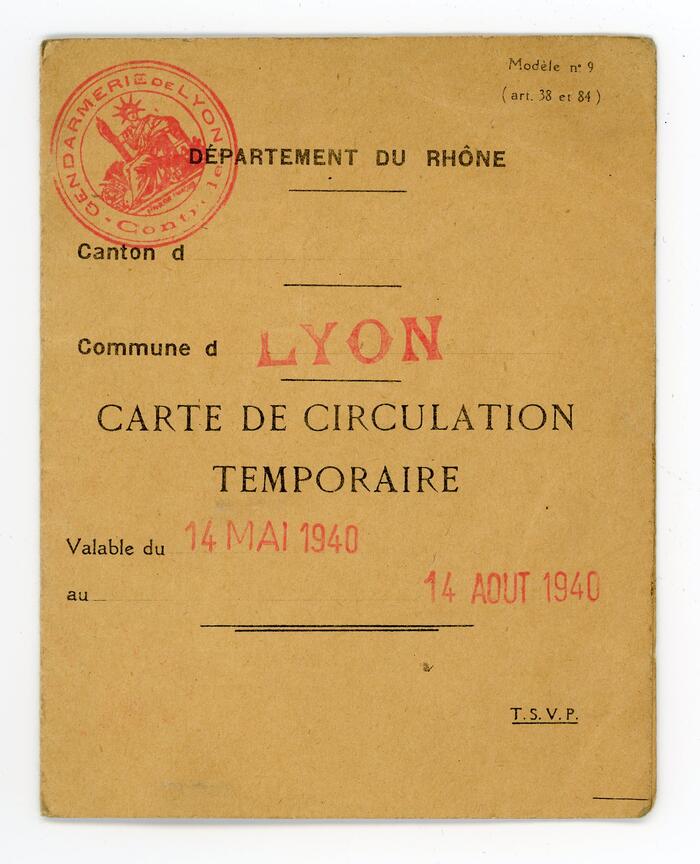 Modèle n° 9
(art. 38 et 84)
GENDARMERIE DE LYON - Contrôle
DÉPARTEMENT DU RHÔNE
Canton d
Commune d LYON
CARTE DE CIRCULATION
TEMPORAIRE
Valable du 14 MAI 1940
au 14 AOUT 1940
T.S.V.P.